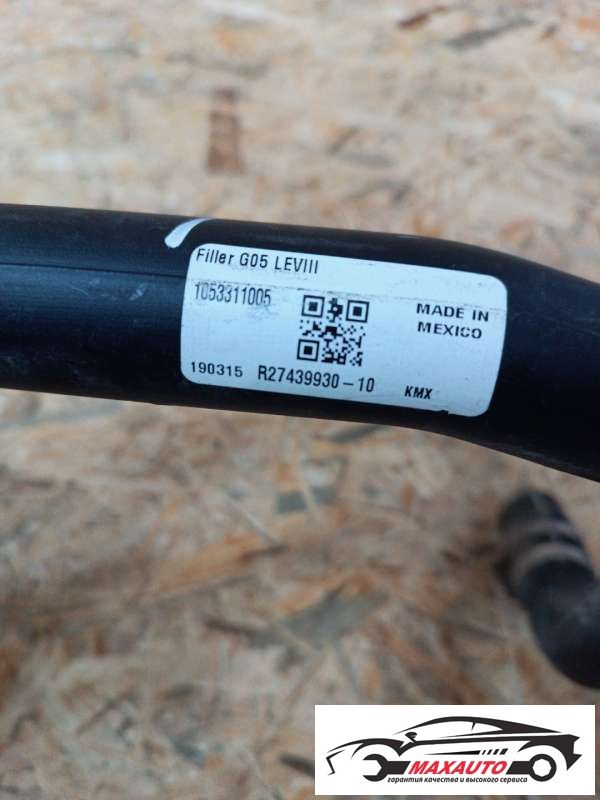 Filler G05 LEVIII
1053311005
MADE IN
MEXICO
190315 R27439930-10 KMX
MAXAUTO
гарантия качества и высокого сервиса